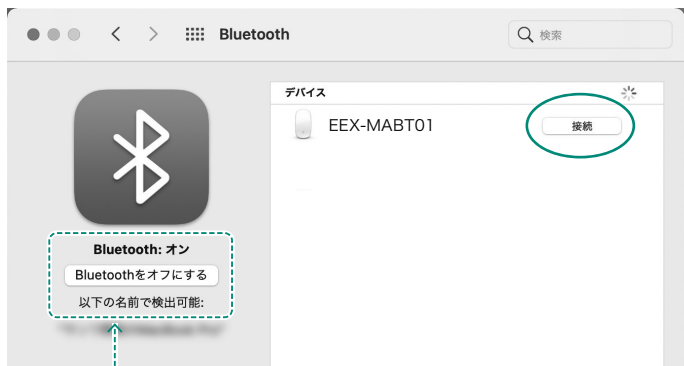 Bluetooth
検索
デバイス
EEX-MABT01
接続
Bluetooth: オン
Bluetoothをオフにする
以下の名前で検出可能: